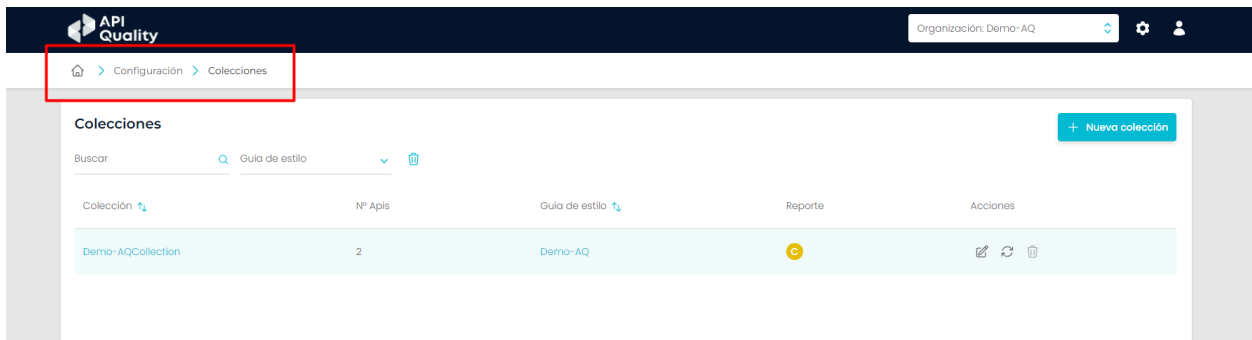 API
Quality
Organización: Demo-AQ
Configuración Colecciones
Colecciones
+ Nueva colección
Buscar Guía de estilo
Colección Nº Apis Guia de estilo Reporte Acciones
Demo-AQCollection 2 Demo-AQ C